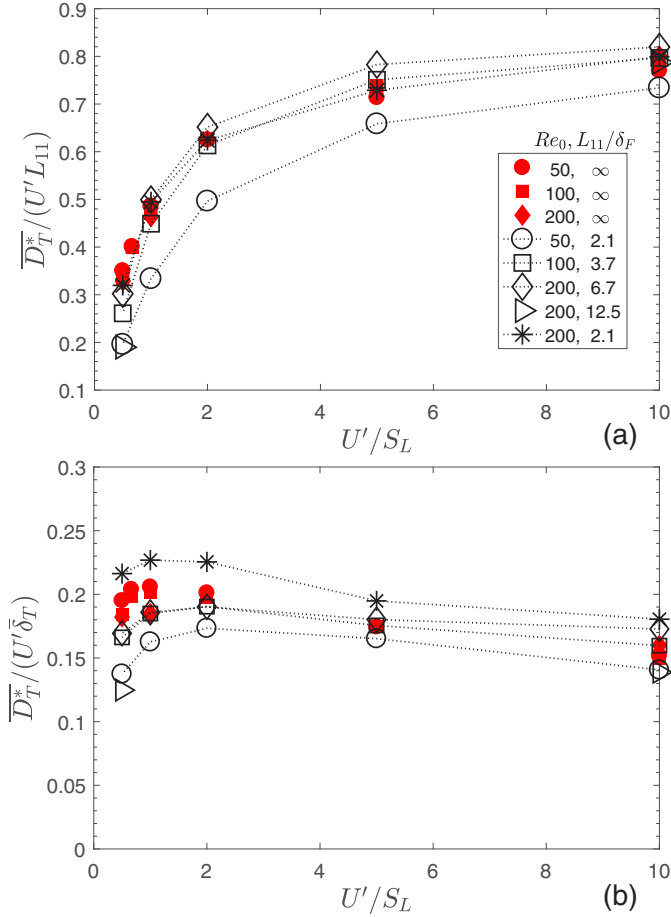 0.9
0.8
0.7
0.6
0.5
0.4
0.3
0.2
0.1
$\overline{D_T^*}/(U'L_{11})$
$Re_0, L_{11}/\delta_F$
50, ∞
100, ∞
200, ∞
50, 2.1
100, 3.7
200, 6.7
200, 12.5
200, 2.1
0 2 4 6 8 10
$U'/S_L$
(a)
0.3
0.25
0.2
0.15
0.1
0.05
0
$\overline{D_T^*}/(U'\overline{\delta}_T)$
0 2 4 6 8 10
$U'/S_L$
(b)